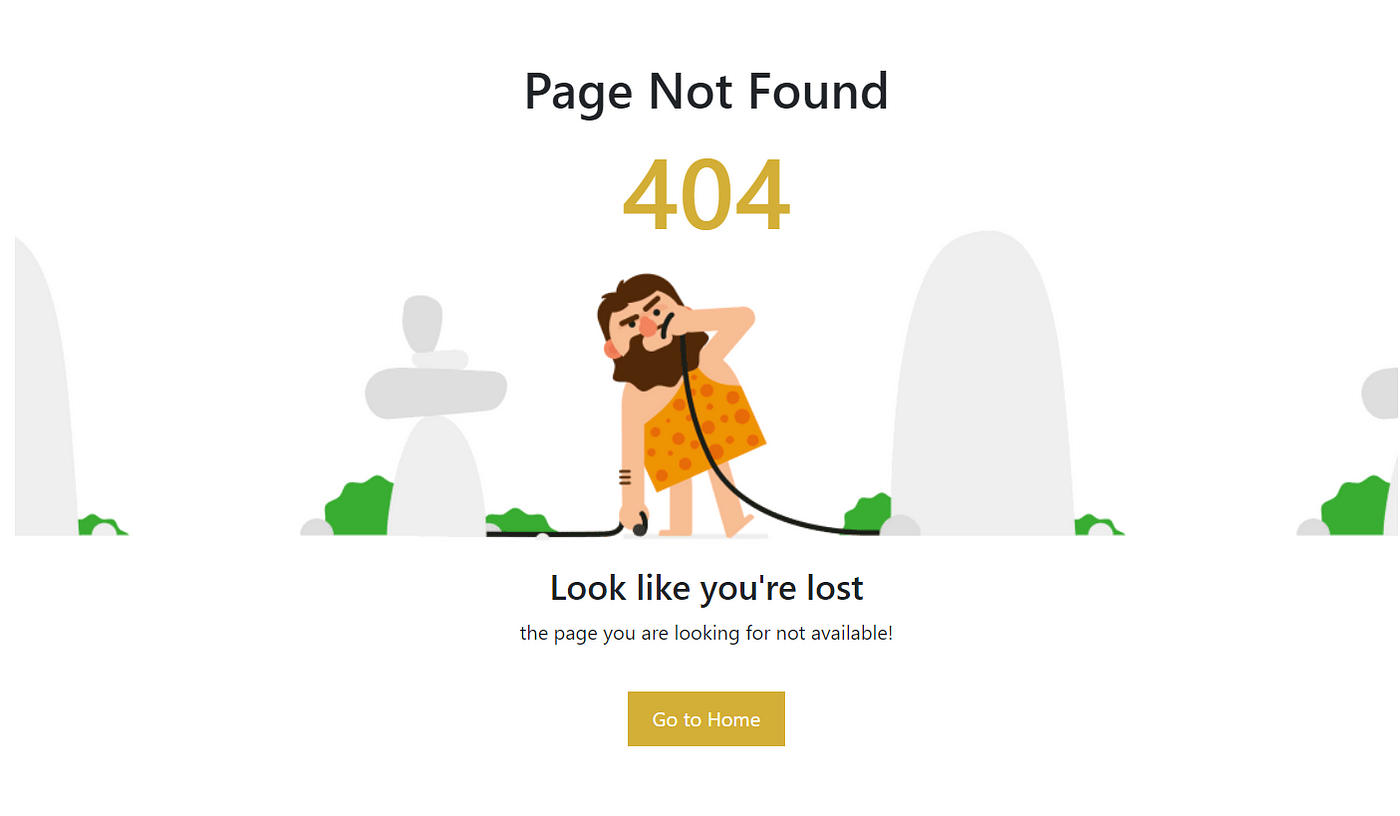 Page Not Found
404
Look like you're lost
the page you are looking for not available!
Go to Home